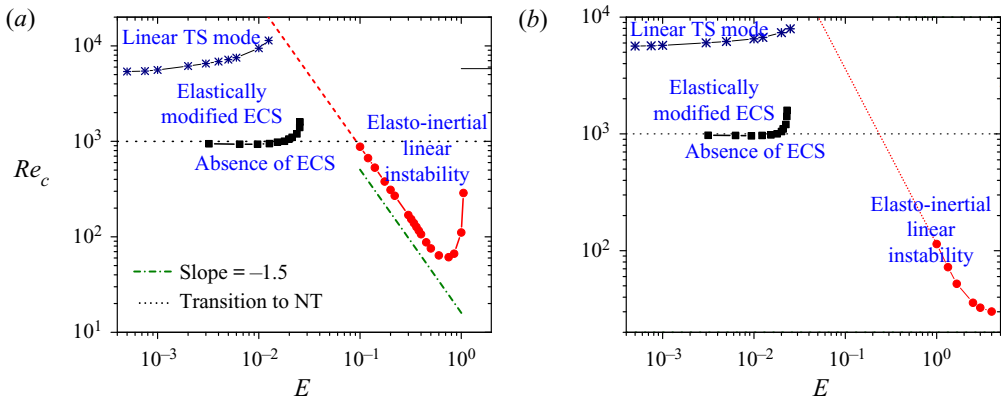 (a)
10^4
10^3
10^2
10^1
Re_c
Linear TS mode
Elastically
modified ECS
Absence of ECS
Elasto-inertial
linear
instability
Slope = –1.5
Transition to NT
10^–3
10^–2
10^–1
10^0
E
(b)
10^4
10^3
10^2
Linear TS mode
Elastically
modified ECS
Absence of ECS
Elasto-inertial
linear
instability
10^–3
10^–2
10^–1
10^0
E